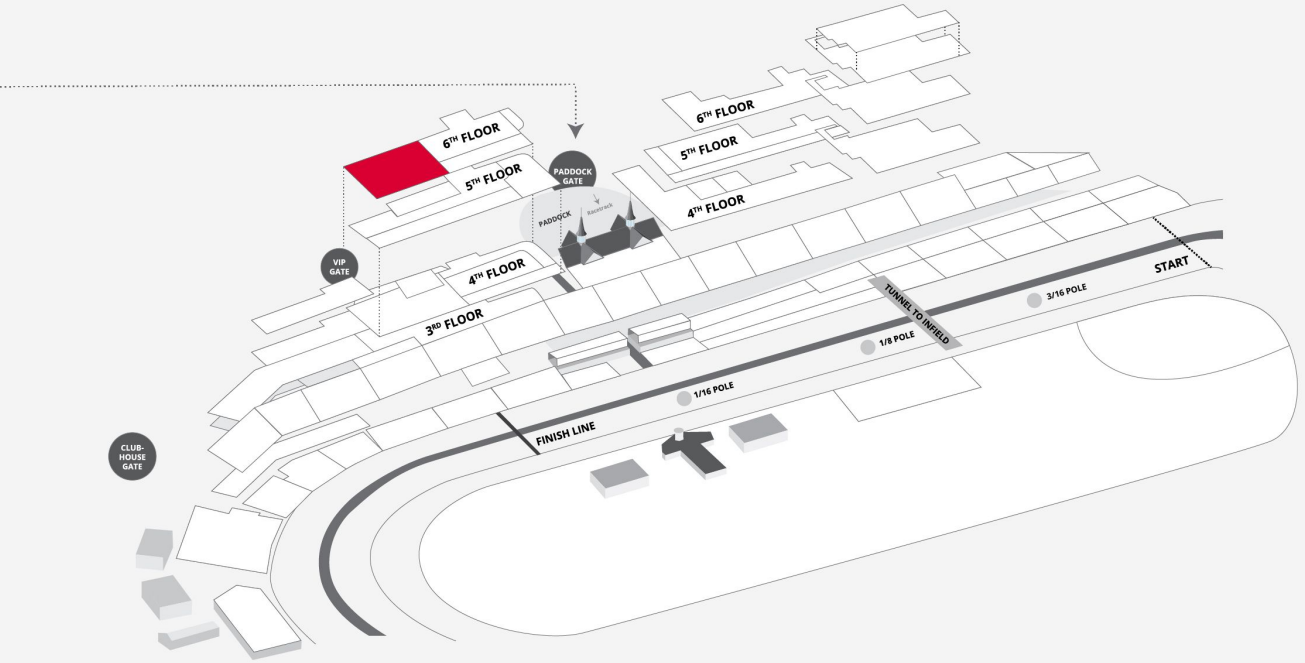 6TH FLOOR
5TH FLOOR
PADDOCK
GATE
PADDOCK
Racetrack
6TH FLOOR
5TH FLOOR
4TH FLOOR
VIP
GATE
4TH FLOOR
3RD FLOOR
START
TUNNEL TO INFIELD
3/16 POLE
1/8 POLE
1/16 POLE
FINISH LINE
CLUB-
HOUSE
GATE